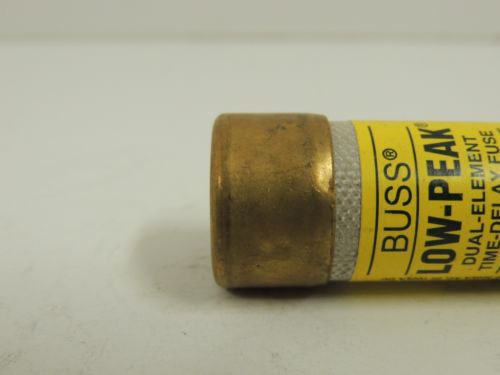 BUSS®
LOW-PEAK®
DUAL-ELEMENT
TIME-DELAY FUSE